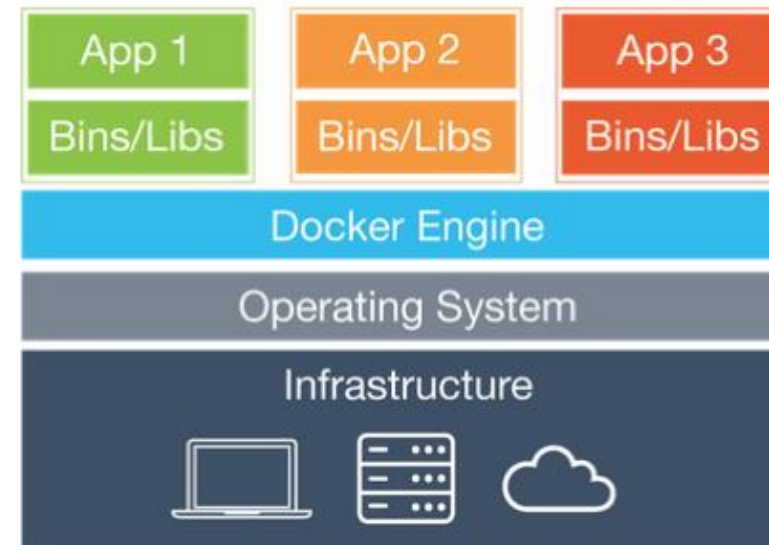 App 1 App 2 App 3
Bins/Libs Bins/Libs Bins/Libs
Docker Engine
Operating System
Infrastructure